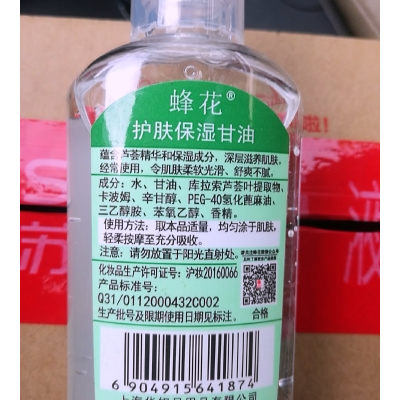 蜂花®
护肤保湿甘油
蕴含芦荟精华和保湿成分，深层滋养肌肤，
经常使用，令肌肤柔软光滑、舒爽不腻。
成分：水、甘油、库拉索芦荟叶提取物、
卡波姆、辛甘醇、PEG-40氢化蓖麻油、
三乙醇胺、苯氧乙醇、香精。
使用方法：取本品适量，均匀涂于肌肤，
轻柔按摩至充分吸收。
注意：请勿放置于阳光直射处。
化妆品生产许可证号：沪妆20160066
产品标准号：
Q31/0112000432C002
生产批号及限期使用日期见标注。
合格
6 904915 641874
啦！
苏